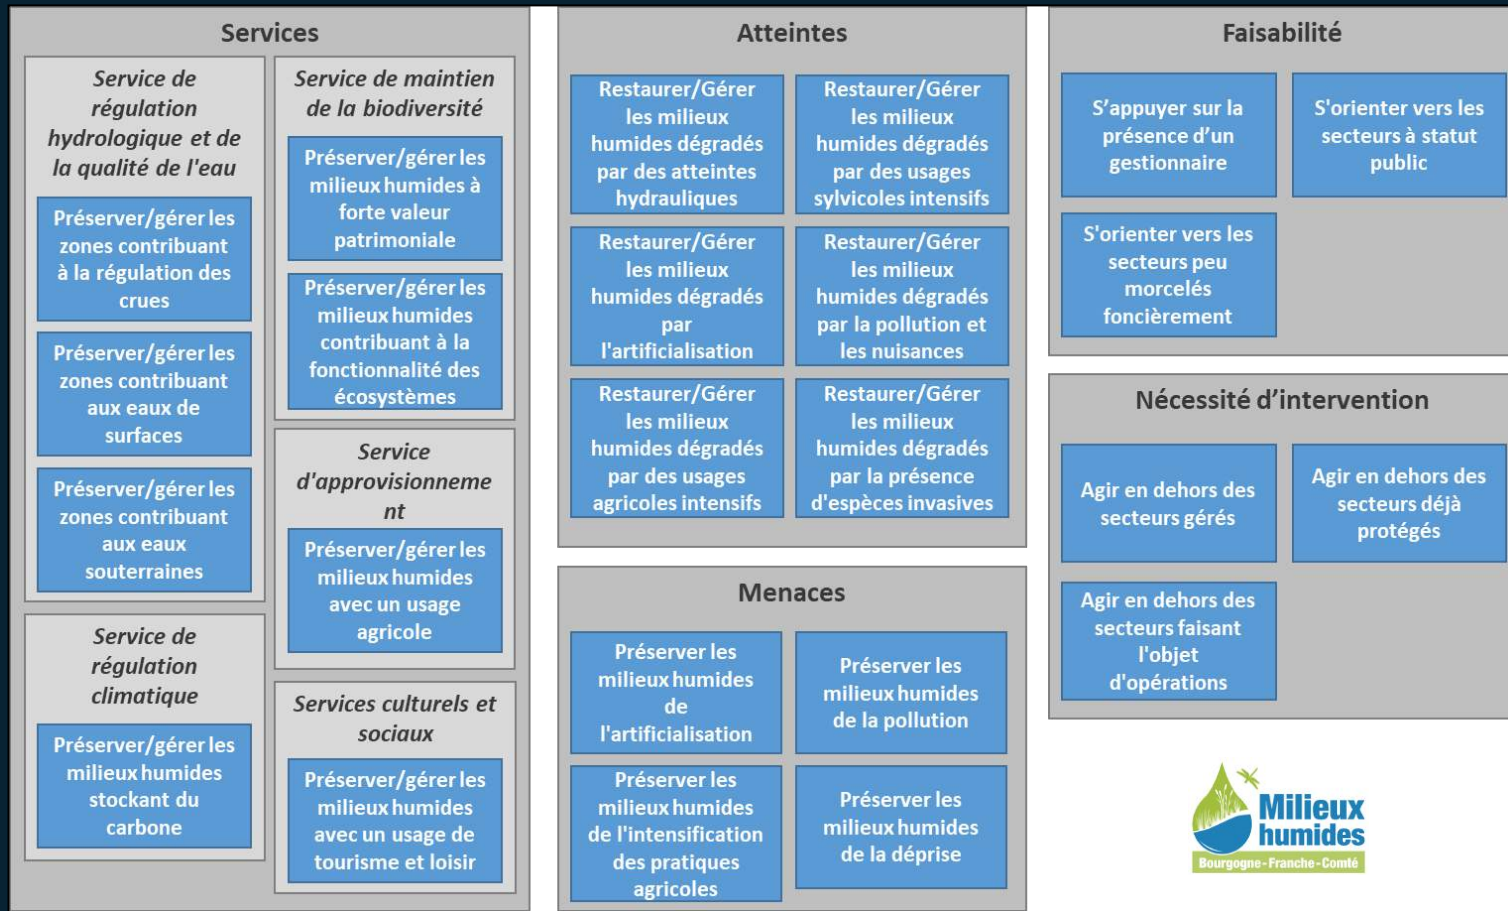 Services
Service de
régulation
hydrologique et de
la qualité de l'eau
Préserver/gérer les
zones contribuant
à la régulation des
crues
Préserver/gérer les
zones contribuant
aux eaux de
surfaces
Préserver/gérer les
zones contribuant
aux eaux
souterraines
Service de
régulation
climatique
Préserver/gérer les
milieux humides
stockant du
carbone
Service de maintien
de la biodiversité
Préserver/gérer les
milieux humides à
forte valeur
patrimoniale
Préserver/gérer les
milieux humides
contribuant à la
fonctionnalité des
écosystèmes
Service
d'approvisionneme
nt
Préserver/gérer les
milieux humides
avec un usage
agricole
Services culturels et
sociaux
Préserver/gérer les
milieux humides
avec un usage de
tourisme et loisir
Atteintes
Restaurer/Gérer
les milieux
humides dégradés
par des atteintes
hydrauliques
Restaurer/Gérer
les milieux
humides dégradés
par des usages
sylvicoles intensifs
Restaurer/Gérer
les milieux
humides dégradés
par
l'artificialisation
Restaurer/Gérer
les milieux
humides dégradés
par la pollution et
les nuisances
Restaurer/Gérer
les milieux
humides dégradés
par des usages
agricoles intensifs
Restaurer/Gérer
les milieux
humides dégradés
par la présence
d'espèces invasives
Menaces
Préserver les
milieux humides
de
l'artificialisation
Préserver les
milieux humides
de la pollution
Préserver les
milieux humides
de l'intensification
des pratiques
agricoles
Préserver les
milieux humides
de la déprise
Faisabilité
S’appuyer sur la
présence d’un
gestionnaire
S'orienter vers les
secteurs à statut
public
S'orienter vers les
secteurs peu
morcelés
foncièrement
Nécessité d’intervention
Agir en dehors des
secteurs gérés
Agir en dehors des
secteurs déjà
protégés
Agir en dehors des
secteurs faisant
l'objet
d'opérations
Milieux
humides
Bourgogne-Franche-Comté